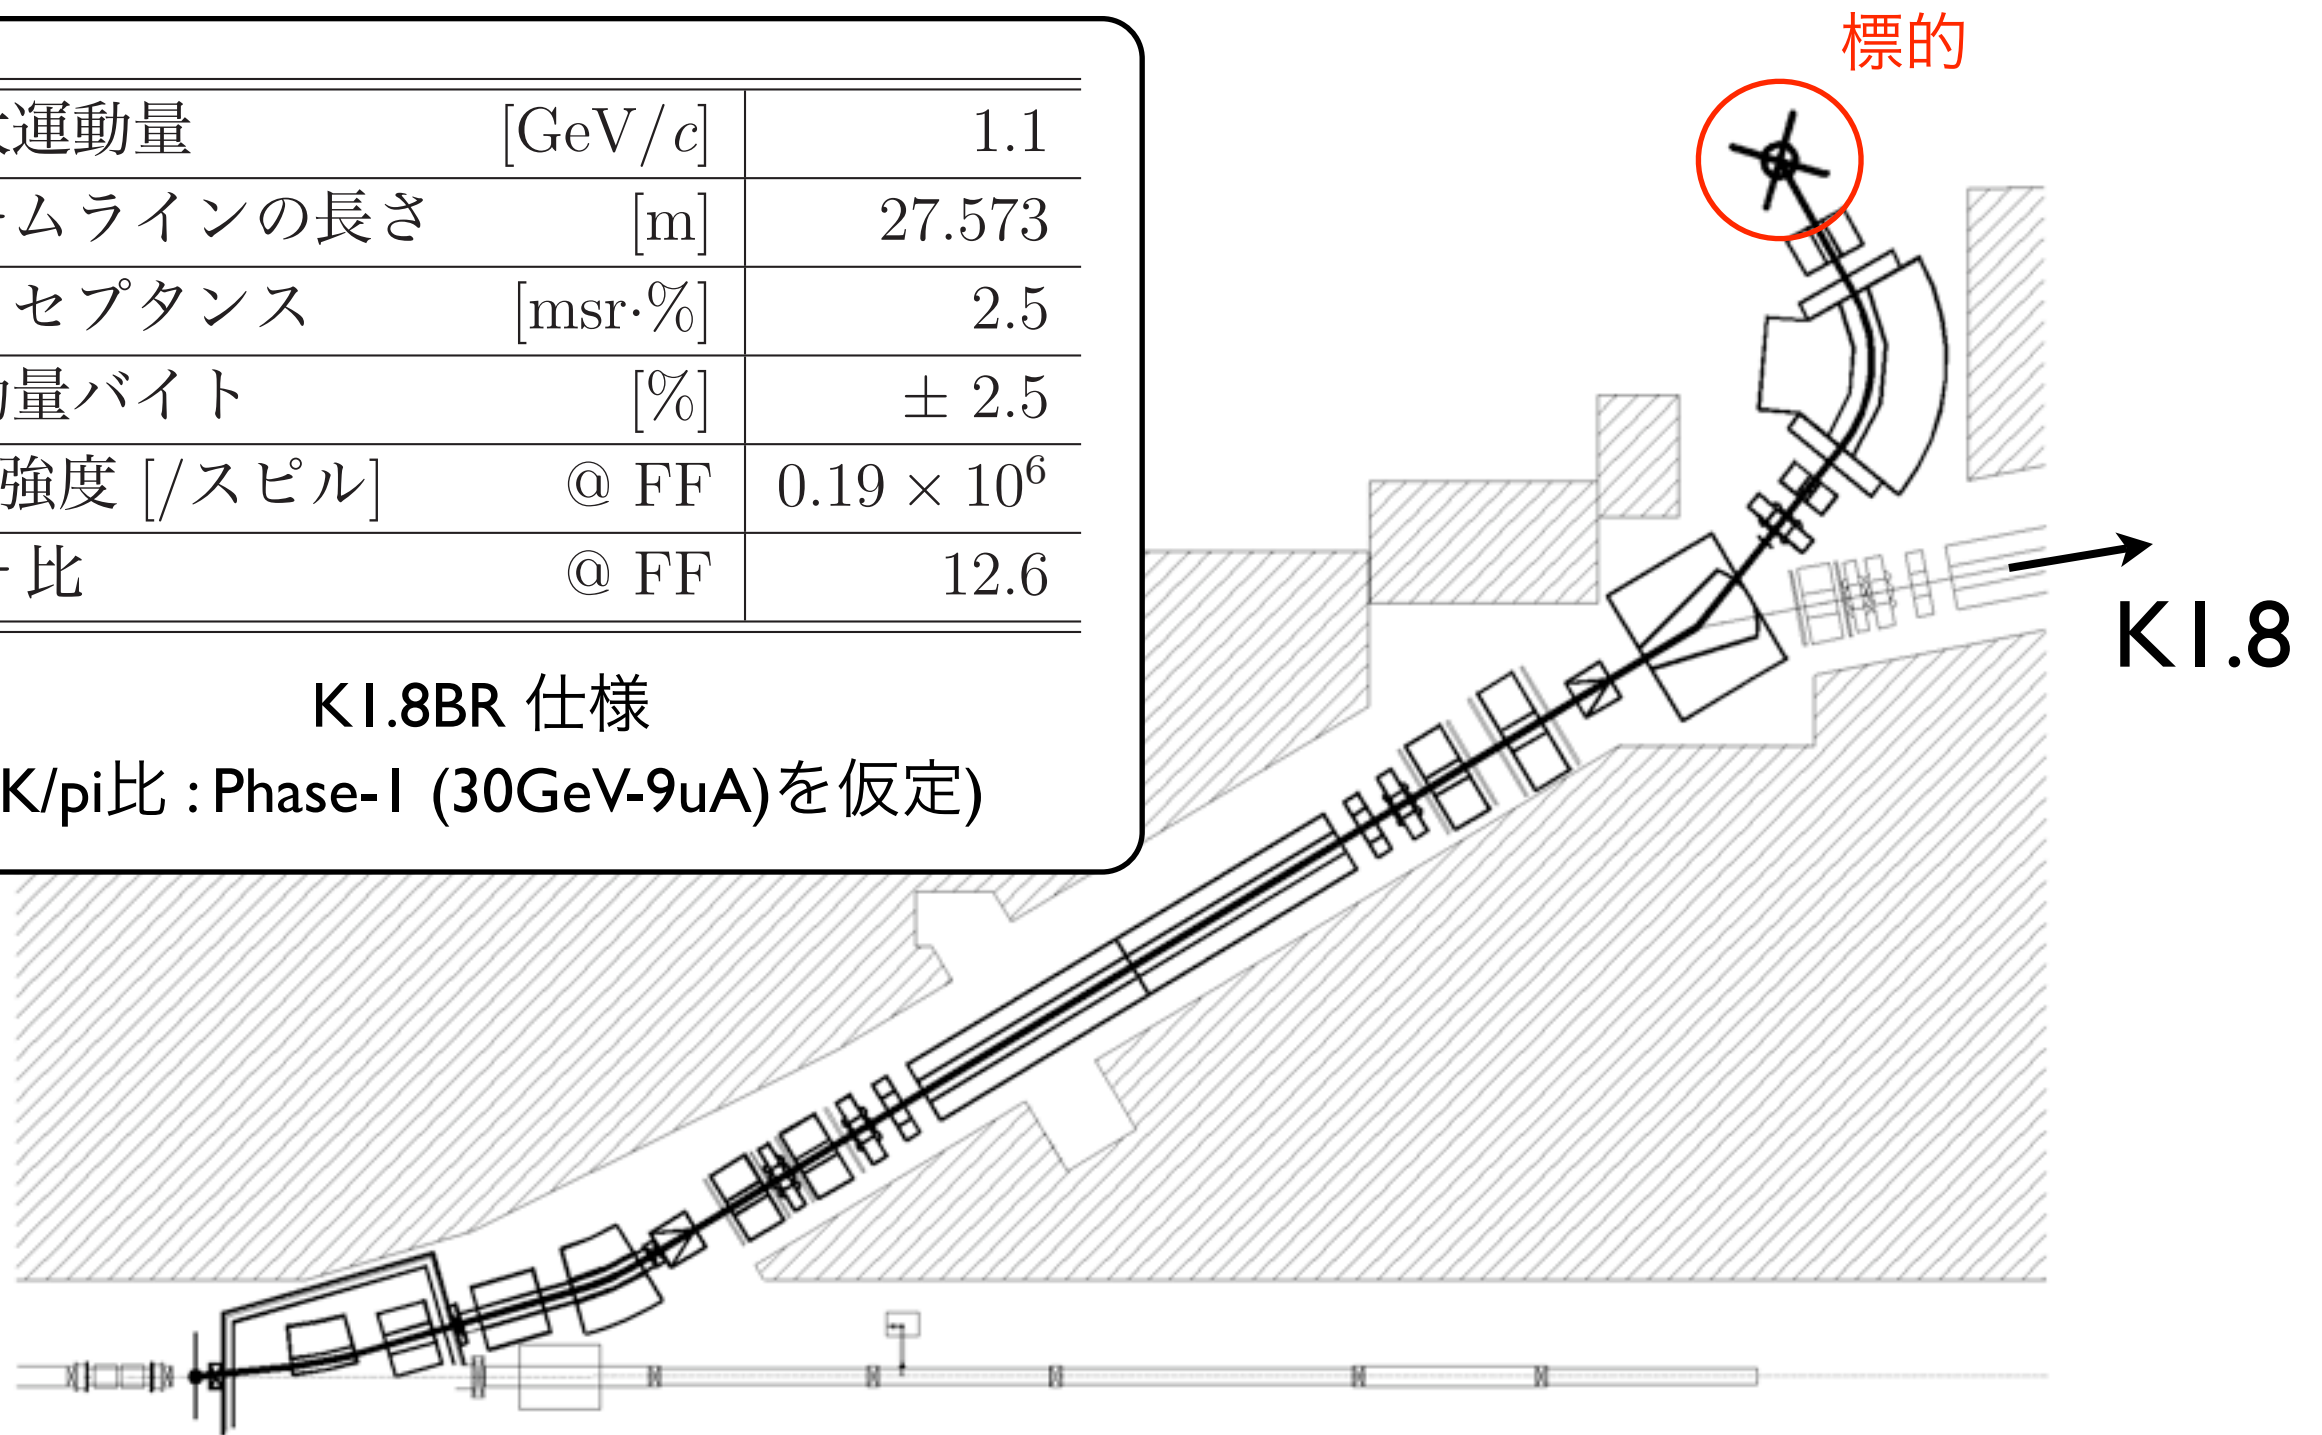 標的
運動量 [GeV/c] 1.1
ムラインの長さ [m] 27.573
セプタンス [msr·%] 2.5
量バイト [%] ± 2.5
強度 [/スピル] @ FF 0.19 × 10⁶
比 @ FF 12.6
K1.8BR 仕様
K/pi比 : Phase-1 (30GeV-9uA)を仮定)
K1.8